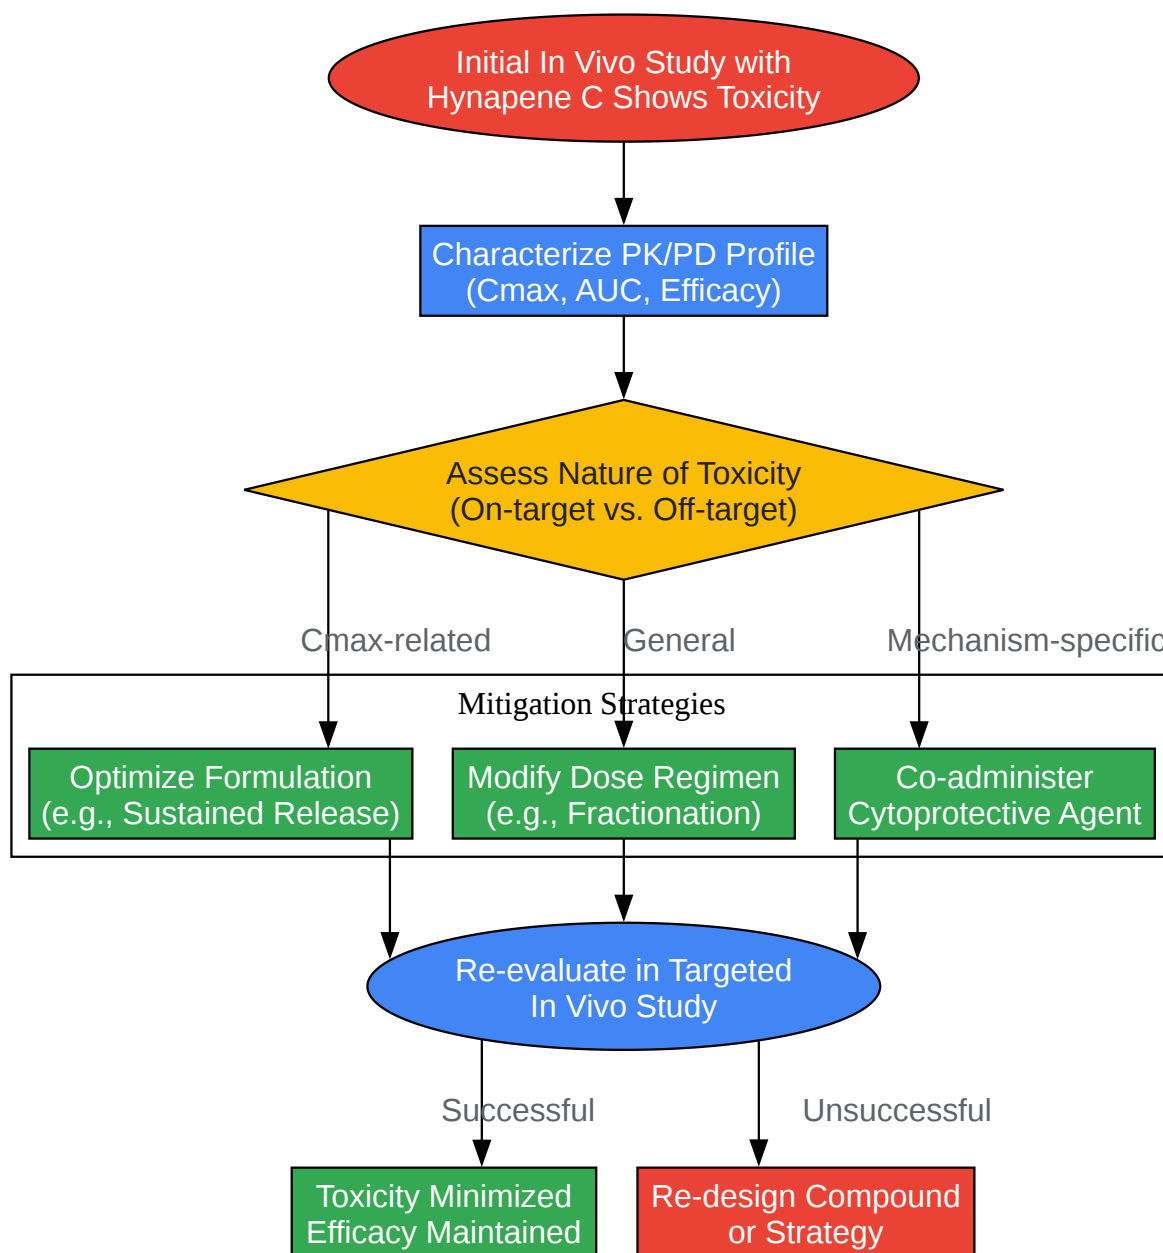 Initial In Vivo Study with
Hynapene C Shows Toxicity
Characterize PK/PD Profile
(Cmax, AUC, Efficacy)
Assess Nature of Toxicity
(On-target vs. Off-target)
Cmax-related
General
Mechanism-specific
Mitigation Strategies
Optimize Formulation
(e.g., Sustained Release)
Modify Dose Regimen
(e.g., Fractionation)
Co-administer
Cytoprotective Agent
Re-evaluate in Targeted
In Vivo Study
Successful
Unsuccessful
Toxicity Minimized
Efficacy Maintained
Re-design Compound
or Strategy